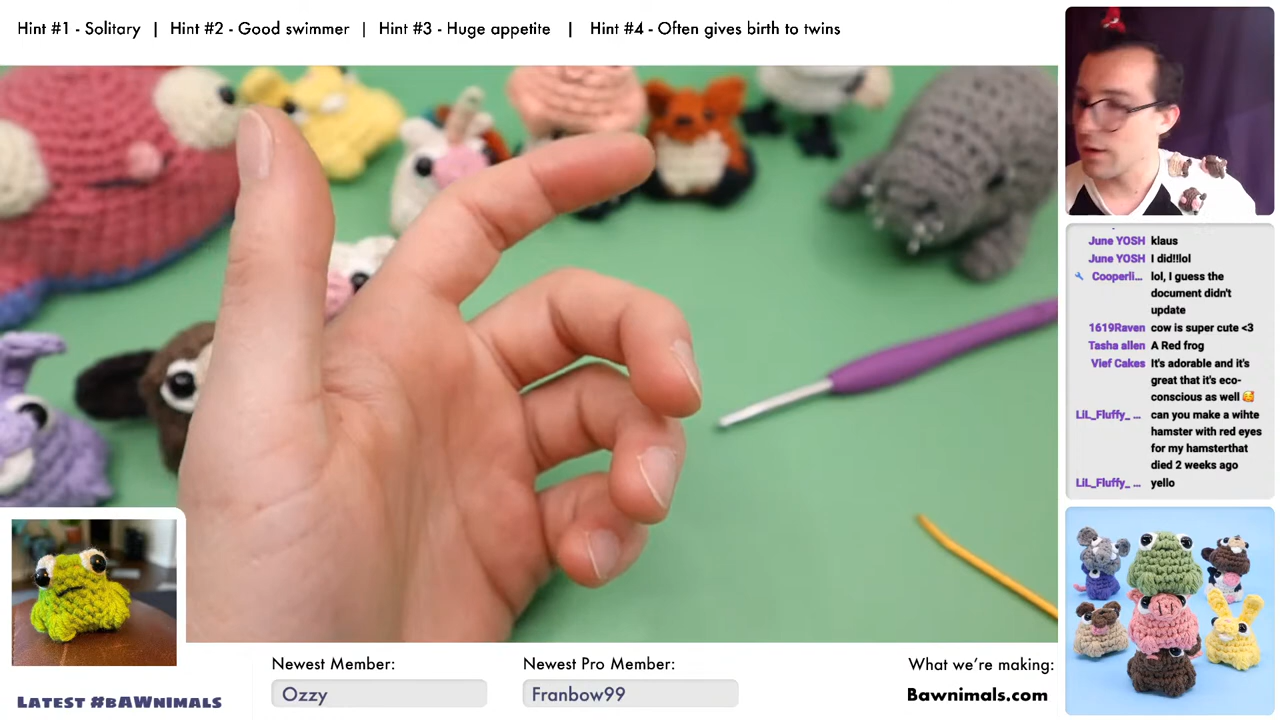 Hint #1 - Solitary | Hint #2 - Good swimmer | Hint #3 - Huge appetite | Hint #4 - Often gives birth to twins
June YOSH klaus
June YOSH I did!!lol
Cooperli... lol, I guess the
document didn't
update
1619Raven cow is super cute <3
Tasha allen A Red frog
Vief Cakes It's adorable and it's
great that it's eco-
conscious as well 🥰
LiL_Fluffy_ ... can you make a wihte
hamster with red eyes
for my hamsterthat
died 2 weeks ago
LiL_Fluffy_ ... yello
Newest Member:
Ozzy
Newest Pro Member:
Franbow99
What we're making:
Bawnimals.com
Latest #bAWnimals